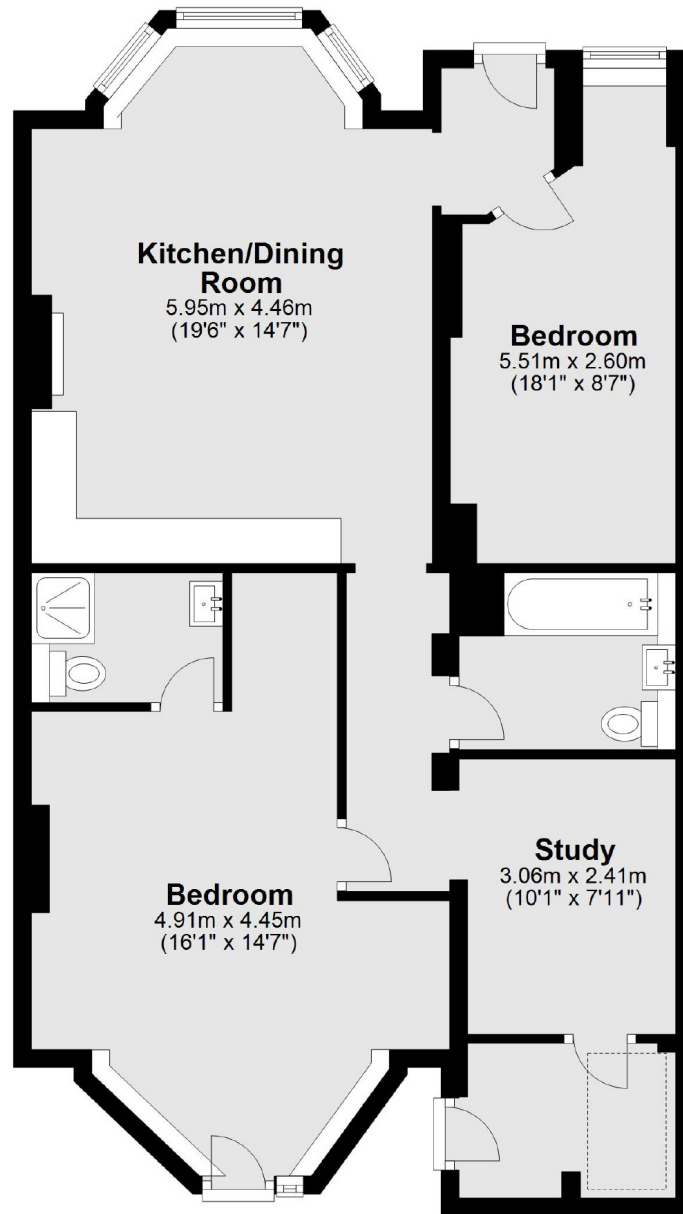 Kitchen/Dining
Room
5.95m x 4.46m
(19'6" x 14'7")
Bedroom
5.51m x 2.60m
(18'1" x 8'7")
Study
3.06m x 2.41m
(10'1" x 7'11")
Bedroom
4.91m x 4.45m
(16'1" x 14'7")